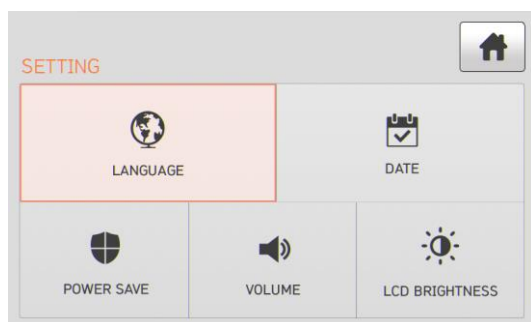 SETTING
LANGUAGE
DATE
POWER SAVE
VOLUME
LCD BRIGHTNESS